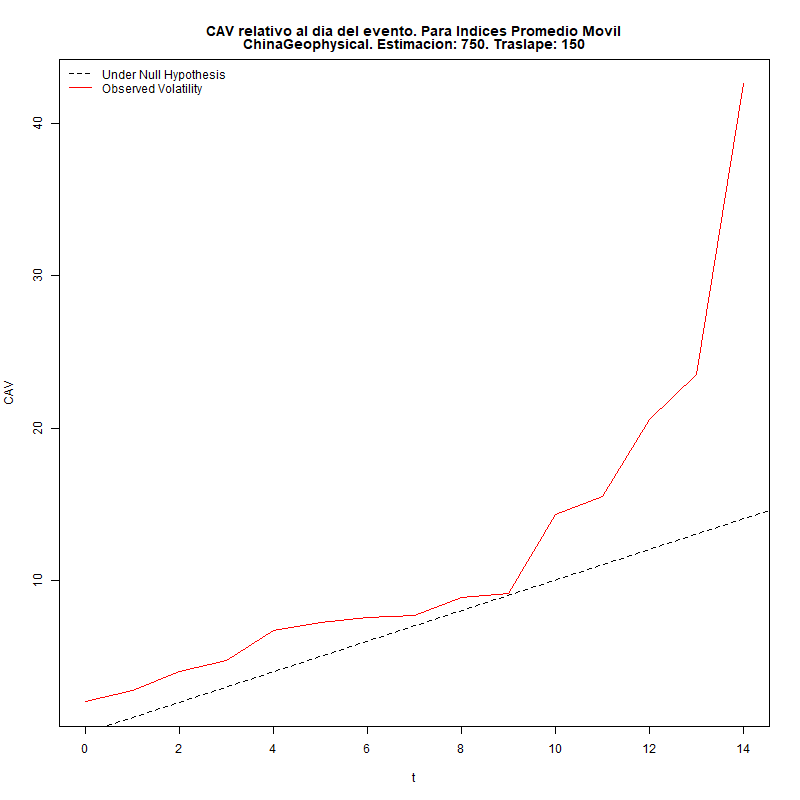 CAV relativo al dia del evento. Para Indices Promedio Movil
ChinaGeophysical. Estimacion: 750. Traslape: 150
Under Null Hypothesis
Observed Volatility
40
30
20
10
CAV
0 2 4 6 8 10 12 14
t